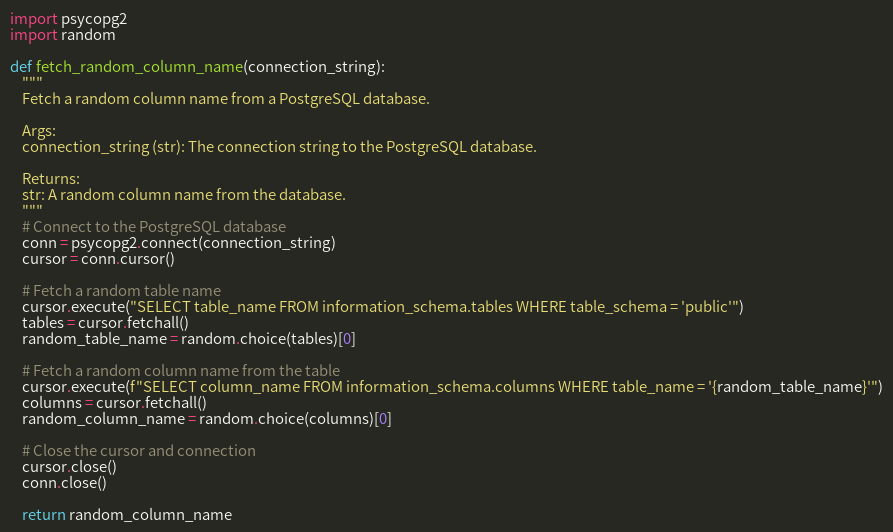 import psycopg2
import random
def fetch_random_column_name(connection_string):
"""
Fetch a random column name from a PostgreSQL database.
Args:
connection_string (str): The connection string to the PostgreSQL database.
Returns:
str: A random column name from the database.
"""
# Connect to the PostgreSQL database
conn = psycopg2.connect(connection_string)
cursor = conn.cursor()
# Fetch a random table name
cursor.execute("SELECT table_name FROM information_schema.tables WHERE table_schema = 'public'")
tables = cursor.fetchall()
random_table_name = random.choice(tables)[0]
# Fetch a random column name from the table
cursor.execute(f"SELECT column_name FROM information_schema.columns WHERE table_name = '{random_table_name}'")
columns = cursor.fetchall()
random_column_name = random.choice(columns)[0]
# Close the cursor and connection
cursor.close()
conn.close()
return random_column_name